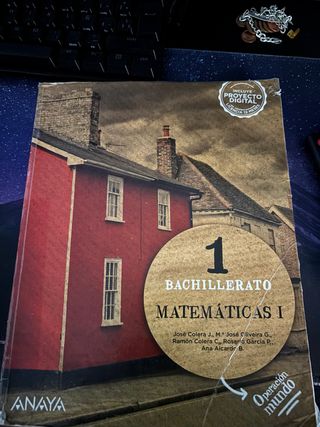 INCLUYE
PROYECTO
DIGITAL
1
BACHILLERATO
MATEMÁTICAS I
José Colera J., M.ª José Oliveira G.,
Ramón Colera C., Rosario García P.,
Ana Aicardo B.
Operación
mundo
ANAYA